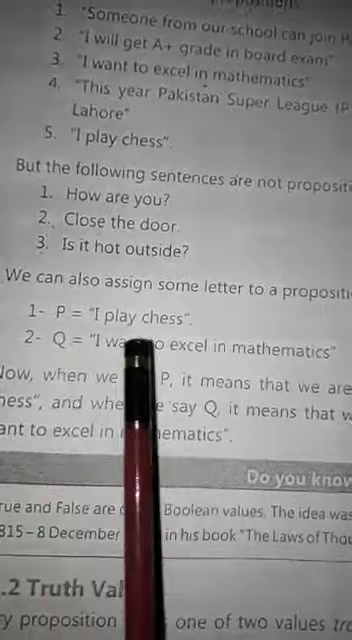 1. "Someone from our school can join
2. "I will get A+ grade in board exam"
3. "I want to excel in mathematics"
4. "This year Pakistan Super League (P
Lahore"
5. "I play chess".
But the following sentences are not propositi
1. How are you?
2. Close the door.
3. Is it hot outside?
We can also assign some letter to a propositi
1- P = "I play chess".
2- Q = "I wa o excel in mathematics"
Now, when we P, it means that we are
hess", and whe e say Q, it means that w
ant to excel in ematics".
Do you know
rue and False are Boolean values. The idea was
815 – 8 December in his book "The Laws of Thou
.2 Truth Val
y proposition one of two values tr